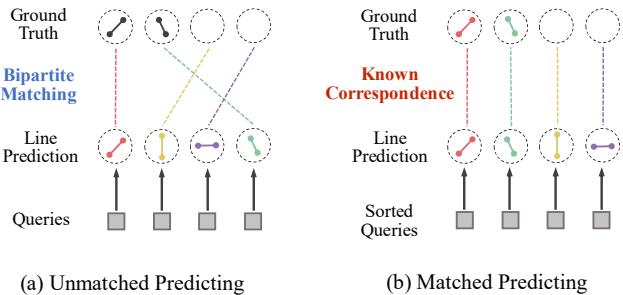 Ground
Truth
Bipartite
Matching
Line
Prediction
Queries
(a) Unmatched Predicting
Ground
Truth
Known
Correspondence
Line
Prediction
Sorted
Queries
(b) Matched Predicting